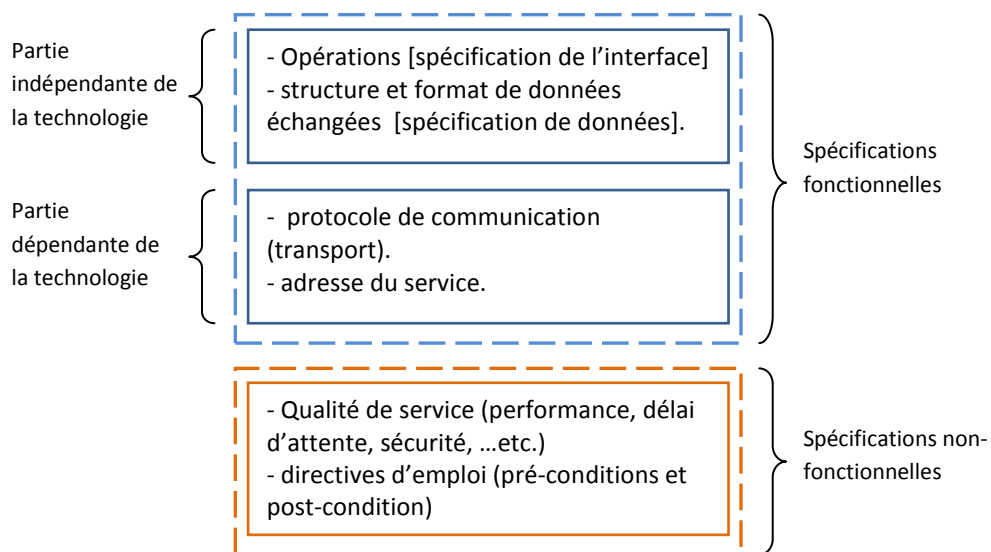 Partie
indépendante de
la technologie
- Opérations [spécification de l’interface]
- structure et format de données
échangées [spécification de données].
Spécifications
fonctionnelles
Partie
dépendante de
la technologie
- protocole de communication
(transport).
- adresse du service.
- Qualité de service (performance, délai
d’attente, sécurité, …etc.)
- directives d’emploi (pré-conditions et
post-condition)
Spécifications non-
fonctionnelles